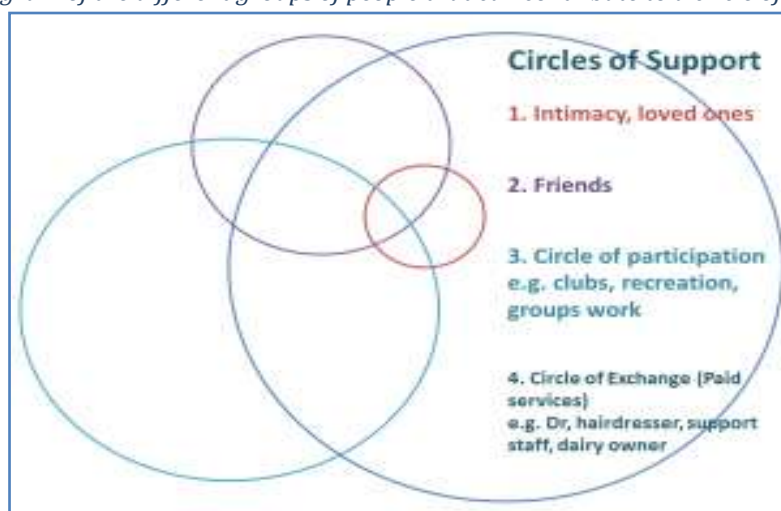 Circles of Support
1. Intimacy, loved ones
2. Friends
3. Circle of participation
e.g. clubs, recreation,
groups work
4. Circle of Exchange (Paid
services)
e.g. Dr, hairdresser, support
staff, dairy owner